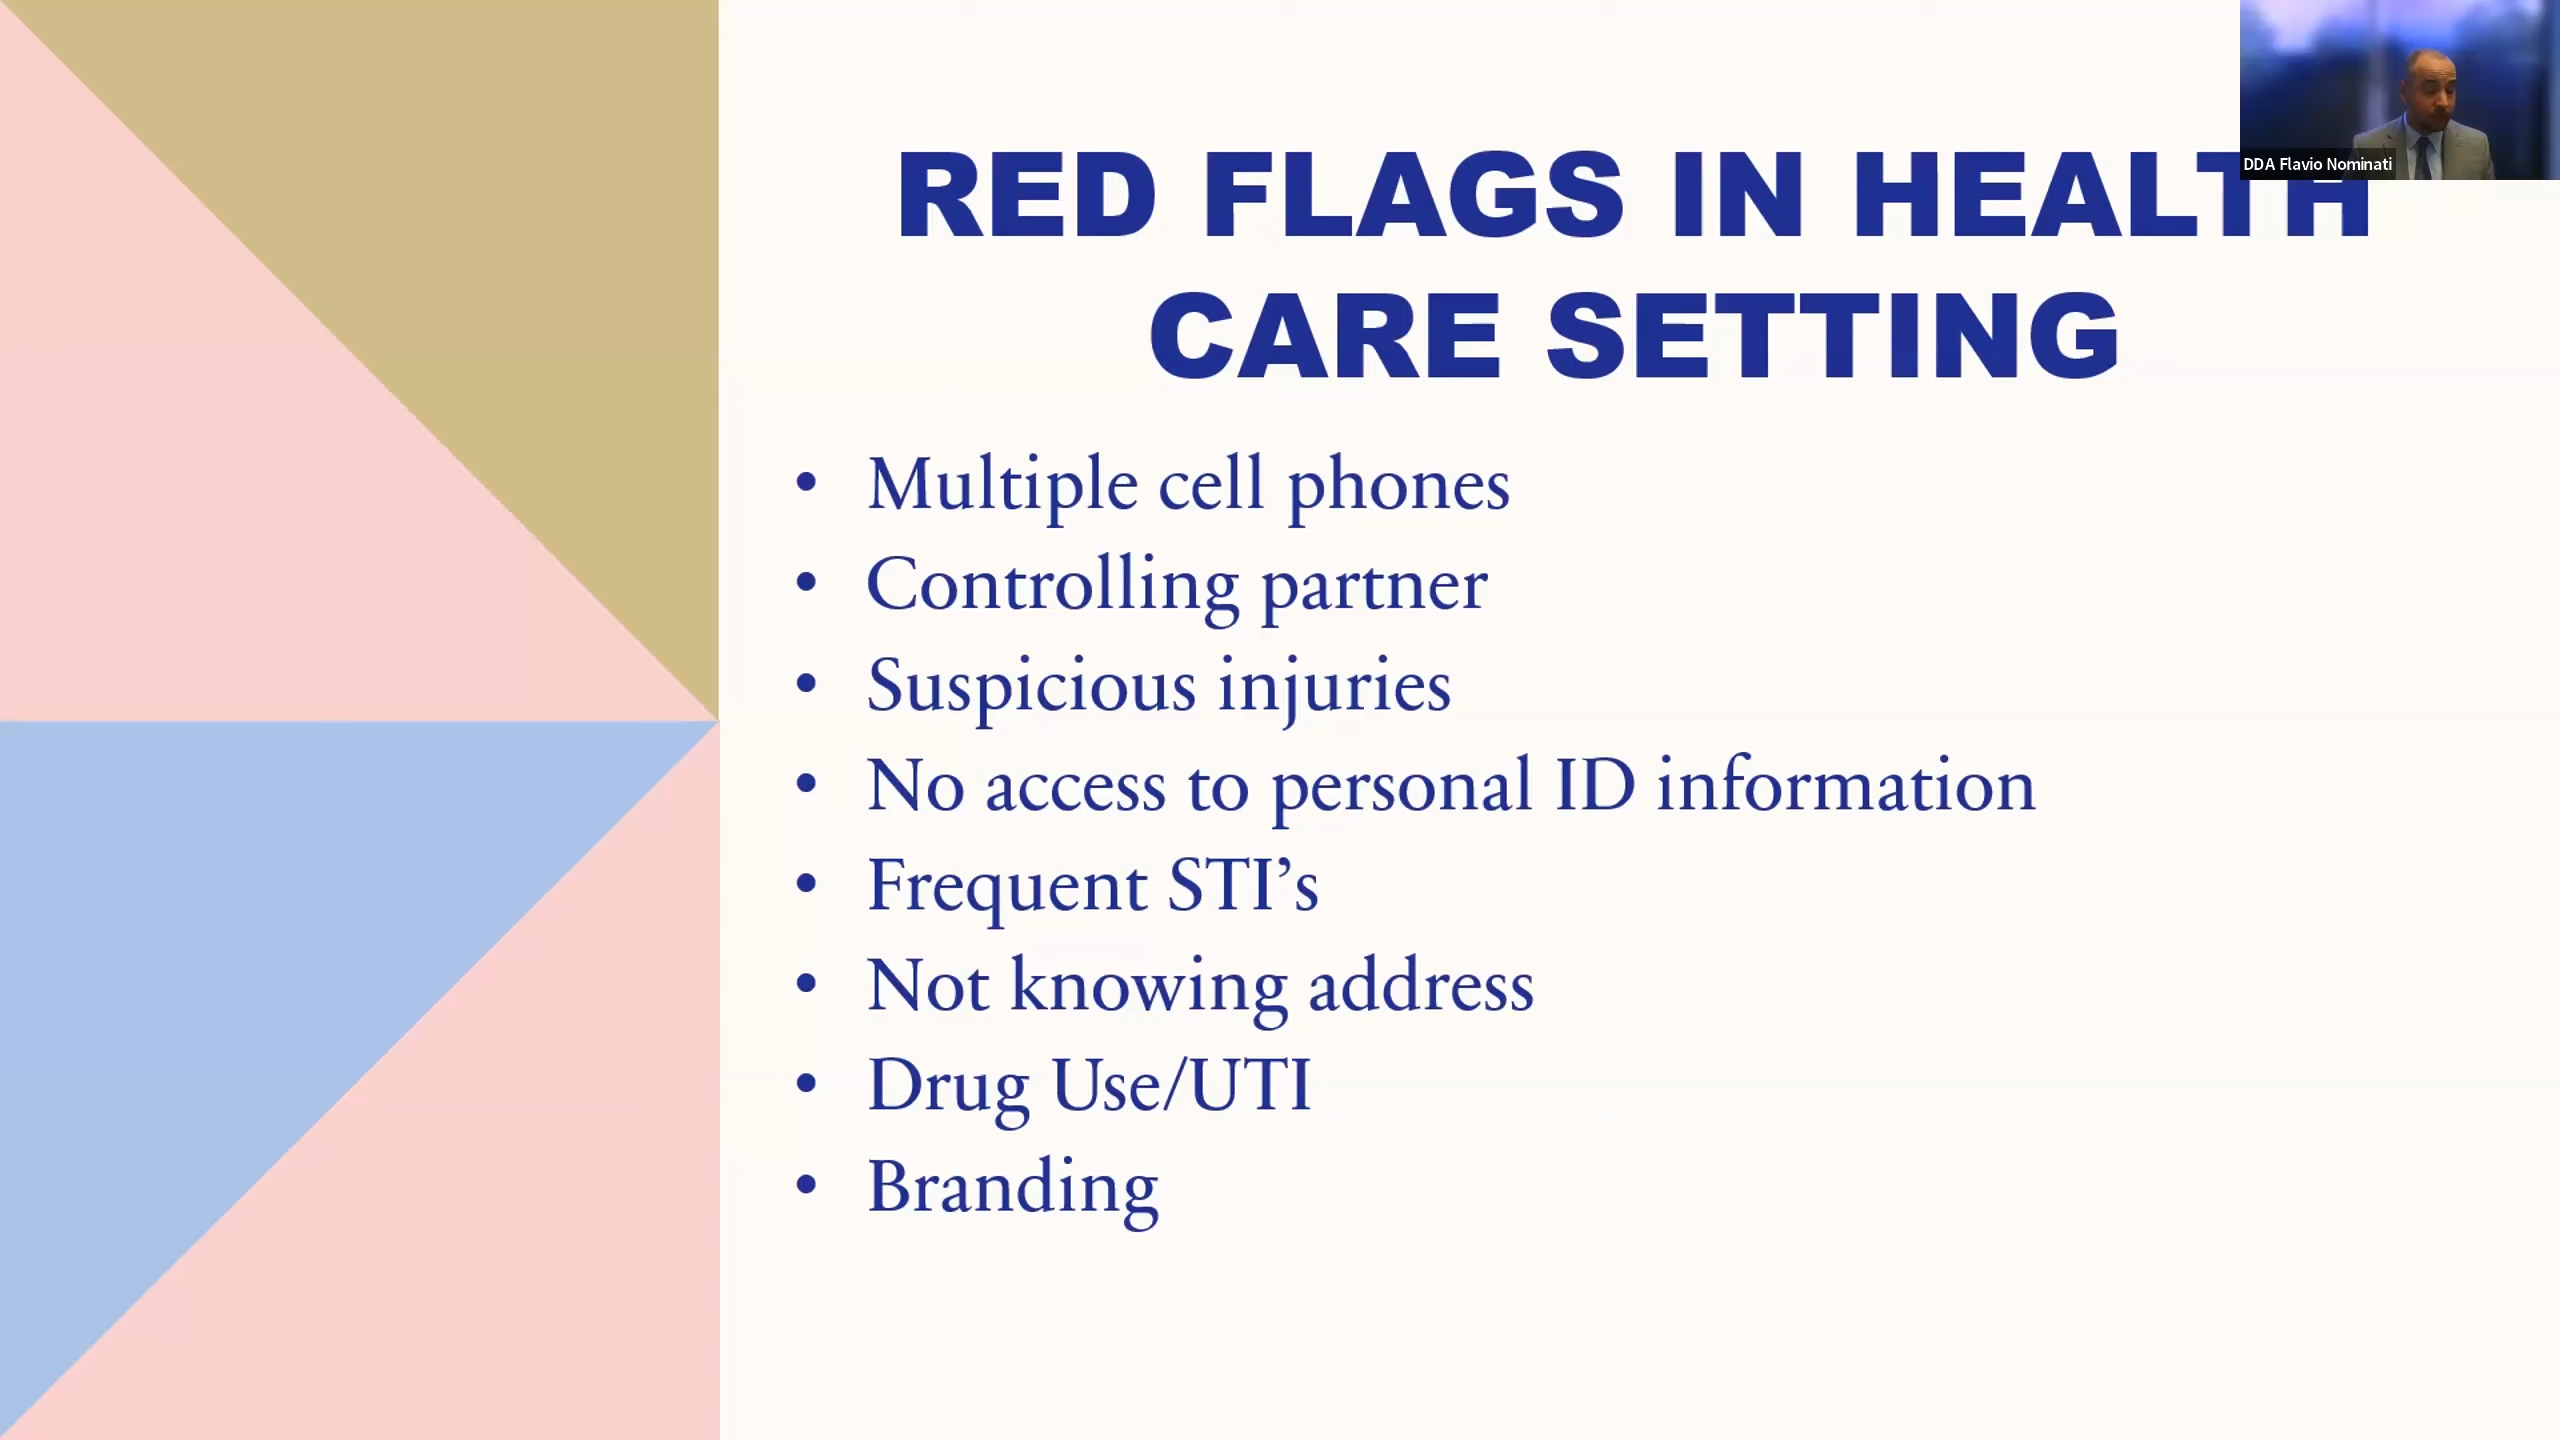 RED FLAGS IN HEALTH
CARE SETTING
DDA Flavio Nominati
• Multiple cell phones
• Controlling partner
• Suspicious injuries
• No access to personal ID information
• Frequent STI’s
• Not knowing address
• Drug Use/UTI
• Branding